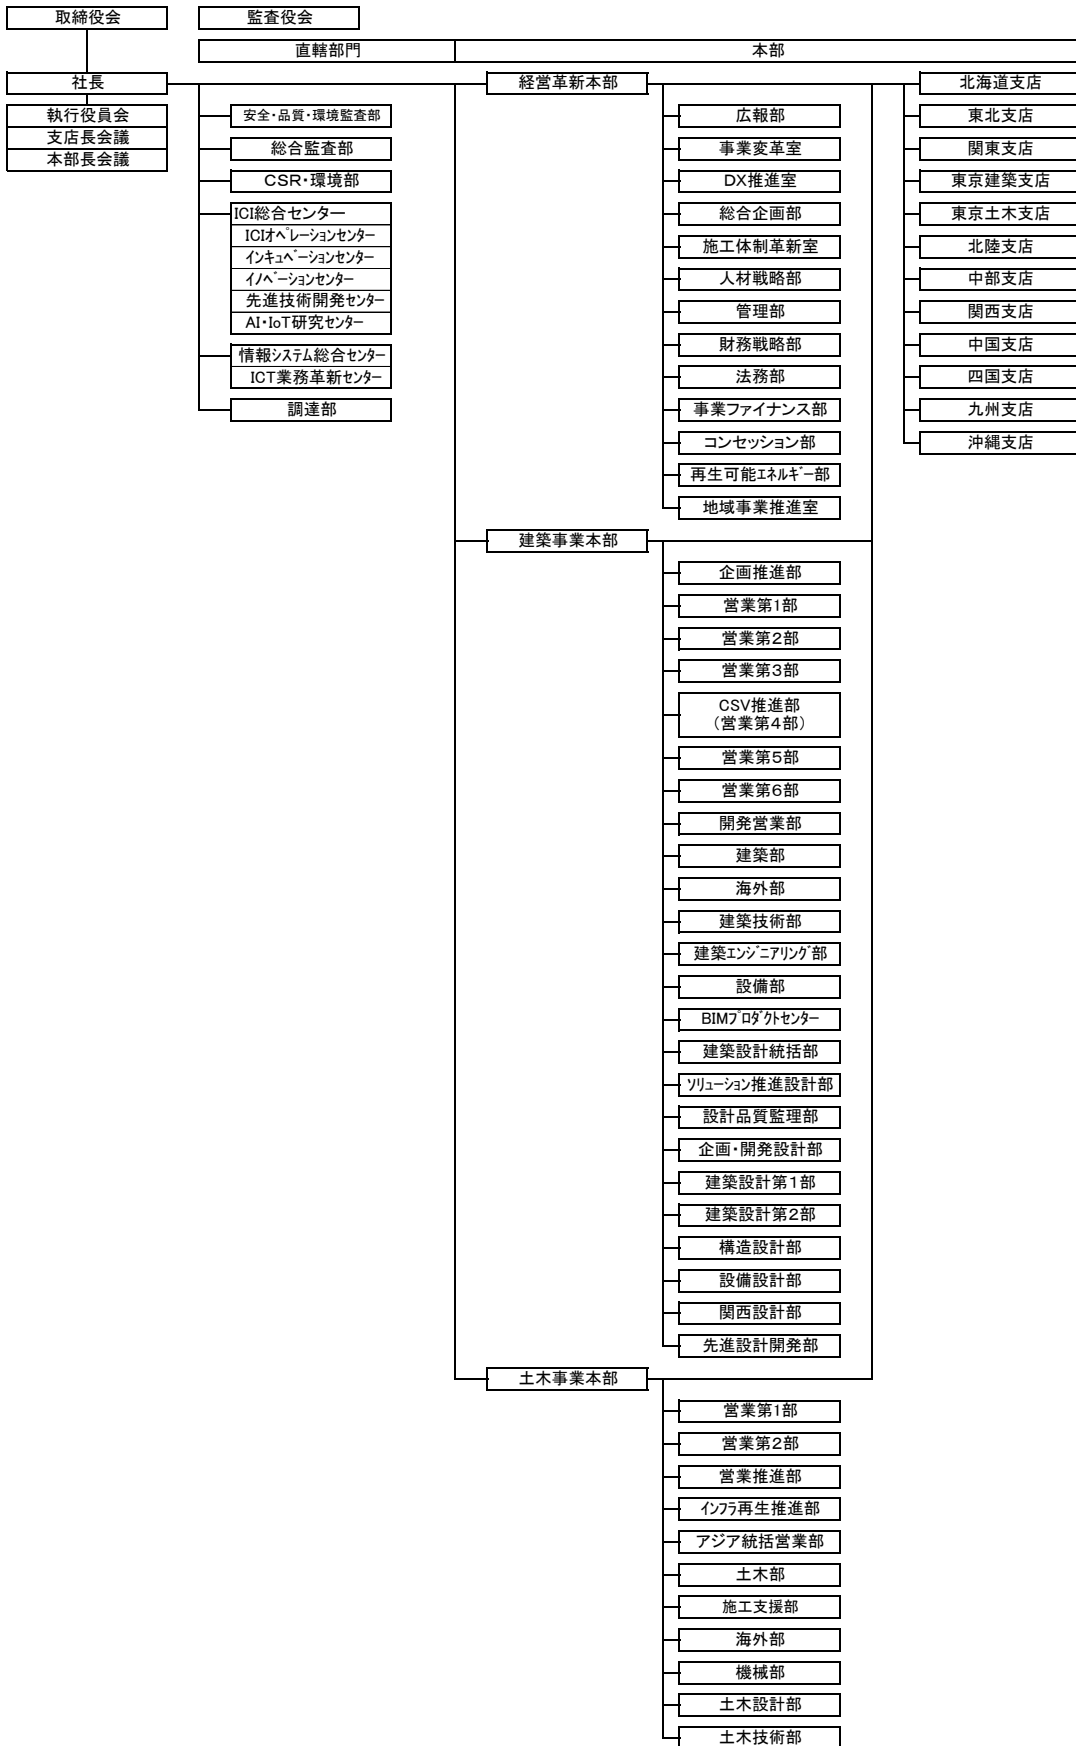 取締役会
監査役会
直轄部門
本部
社長
執行役員会
支店長会議
本部長会議
安全・品質・環境監査部
総合監査部
CSR・環境部
ICI総合センター
ICIオペレーションセンター
インキュベーションセンター
イノベーションセンター
先進技術開発センター
AI・IoT研究センター
情報システム総合センター
ICT業務革新センター
調達部
経営革新本部
広報部
事業変革室
DX推進室
総合企画部
施工体制革新室
人材戦略部
管理部
財務戦略部
法務部
事業ファイナンス部
コンセッション部
再生可能エネルギー部
地域事業推進室
建築事業本部
企画推進部
営業第1部
営業第2部
営業第3部
CSV推進部
（営業第4部）
営業第5部
営業第6部
開発営業部
建築部
海外部
建築技術部
建築エンジニアリング部
設備部
BIMプロダクトセンター
建築設計統括部
ソリューション推進設計部
設計品質監理部
企画・開発設計部
建築設計第1部
建築設計第2部
構造設計部
設備設計部
関西設計部
先進設計開発部
土木事業本部
営業第1部
営業第2部
営業推進部
インフラ再生推進部
アジア統括営業部
土木部
施工支援部
海外部
機械部
土木設計部
土木技術部
北海道支店
東北支店
関東支店
東京建築支店
東京土木支店
北陸支店
中部支店
関西支店
中国支店
四国支店
九州支店
沖縄支店